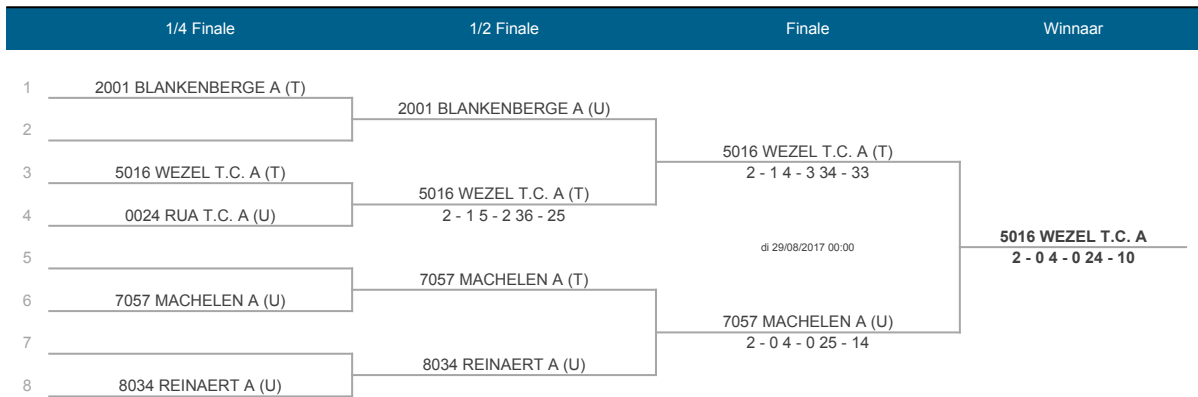 1/4 Finale 1/2 Finale Finale Winnaar
1 2001 BLANKENBERGE A (T)
2001 BLANKENBERGE A (U)
2
5016 WEZEL T.C. A (T)
3 5016 WEZEL T.C. A (T)
2 - 1 4 - 3 34 - 33
5016 WEZEL T.C. A (T)
4 0024 RUA T.C. A (U)
2 - 1 5 - 2 36 - 25
5016 WEZEL T.C. A
di 29/08/2017 00:00
5
2 - 0 4 - 0 24 - 10
7057 MACHELEN A (T)
6 7057 MACHELEN A (U)
7057 MACHELEN A (U)
7
2 - 0 4 - 0 25 - 14
8034 REINAERT A (U)
8 8034 REINAERT A (U)